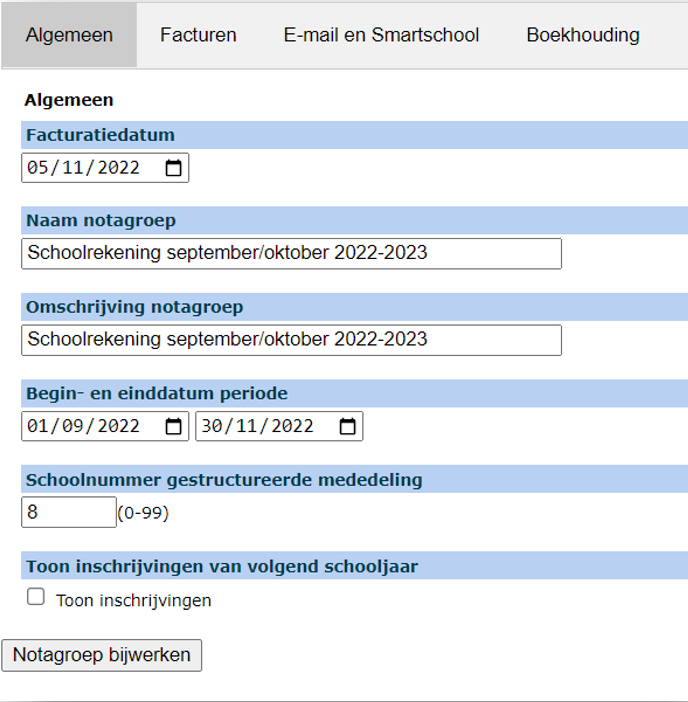 Algemeen Facturen E-mail en Smartschool Boekhouding
Algemeen
Facturatiedatum
05/11/2022
Naam notagroep
Schoolrekening september/oktober 2022-2023
Omschrijving notagroep
Schoolrekening september/oktober 2022-2023
Begin- en einddatum periode
01/09/2022 30/11/2022
Schoolnummer gestructureerde mededeling
8 (0-99)
Toon inschrijvingen van volgend schooljaar
Toon inschrijvingen
Notagroep bijwerken